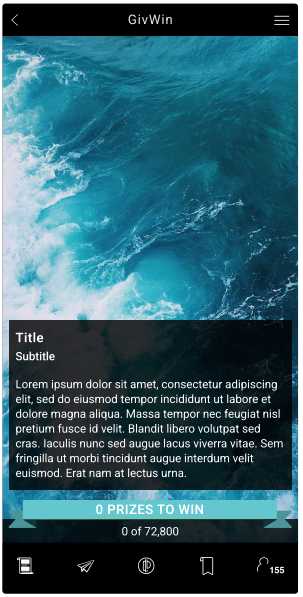 GivWin
Title
Subtitle
Lorem ipsum dolor sit amet, consectetur adipiscing
elit, sed do eiusmod tempor incididunt ut labore et
dolore magna aliqua. Massa tempor nec feugiat nisl
pretium fusce id velit. Blandit libero volutpat sed
cras. Iaculis nunc sed augue lacus viverra vitae. Sem
fringilla ut morbi tincidunt augue interdum velit
euismod. Erat nam at lectus urna.
0 PRIZES TO WIN
0 of 72,800
155